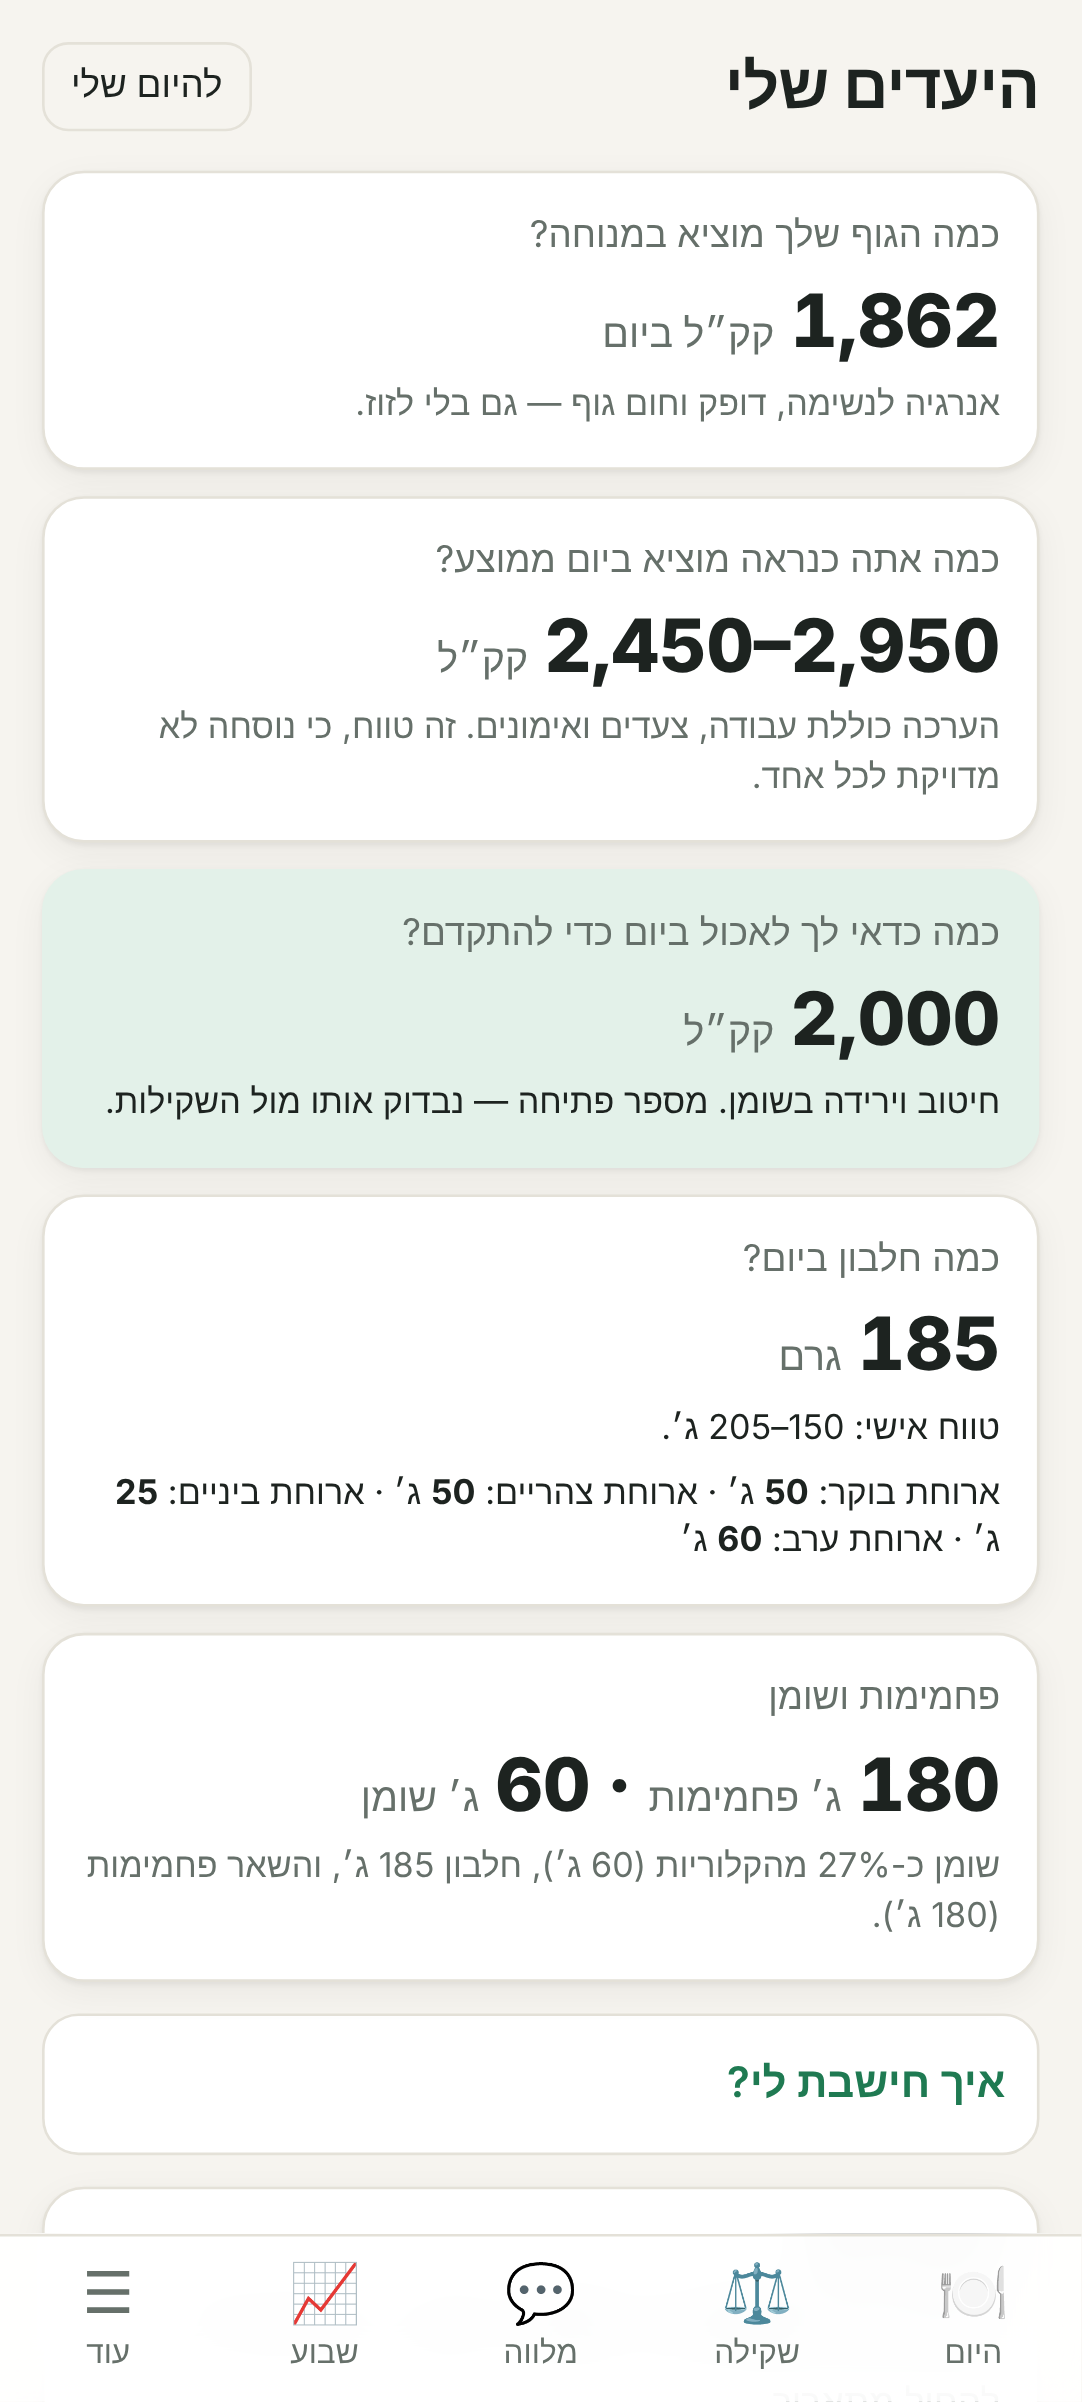 היעדים שלי
להיום שלי
כמה הגוף שלך מוציא במנוחה?
1,862 קק״ל ביום
אנרגיה לנשימה, דופק וחום גוף — גם בלי לזוז.
כמה אתה כנראה מוציא ביום ממוצע?
2,450–2,950 קק״ל
הערכה כוללת עבודה, צעדים ואימונים. זה טווח, כי נוסחה לא
מדויקת לכל אחד.
כמה כדאי לך לאכול ביום כדי להתקדם?
2,000 קק״ל
חיטוב וירידה בשומן. מספר פתיחה — נבדוק אותו מול השקילות.
כמה חלבון ביום?
185 גרם
טווח אישי: 150–205 ג׳.
ארוחת בוקר: 50 ג׳ · ארוחת צהריים: 50 ג׳ · ארוחת ביניים: 25
ג׳ · ארוחת ערב: 60 ג׳
פחמימות ושומן
180 ג׳ פחמימות · 60 ג׳ שומן
שומן כ-27% מהקלוריות (60 ג׳), חלבון 185 ג׳, והשאר פחמימות
(180 ג׳).
איך חישבת לי?
היום
שקילה
מלווה
שבוע
עוד